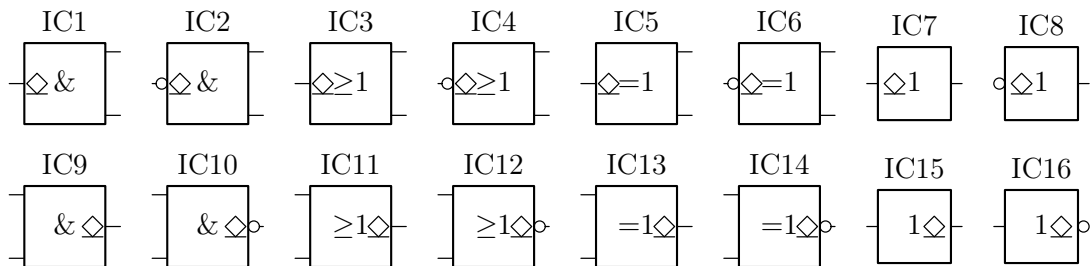 IC1 IC2 IC3 IC4 IC5 IC6 IC7 IC8
& & ≥1 ≥1 =1 =1 1 1
IC9 IC10 IC11 IC12 IC13 IC14 IC15 IC16
& & ≥1 ≥1 =1 =1 1 1